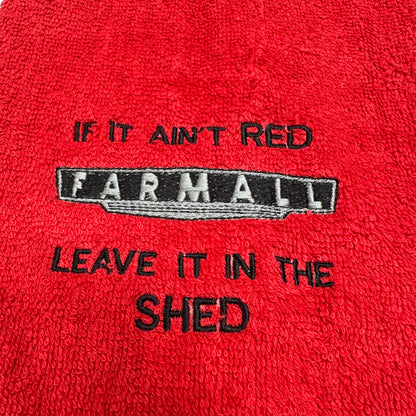 IF IT AIN'T RED
FARMALL
LEAVE IT IN THE
SHED